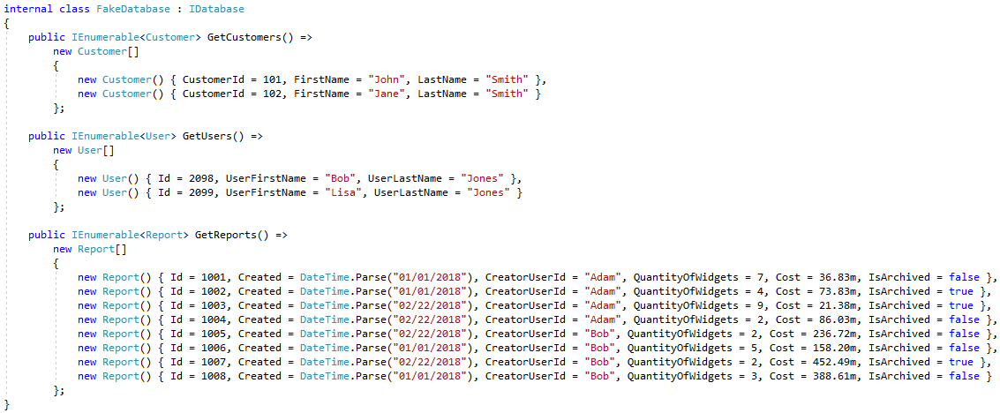 internal class FakeDatabase : IDatabase
{
    public IEnumerable<Customer> GetCustomers() =>
        new Customer[]
        {
            new Customer() { CustomerId = 101, FirstName = "John", LastName = "Smith" },
            new Customer() { CustomerId = 102, FirstName = "Jane", LastName = "Smith" }
        };

    public IEnumerable<User> GetUsers() =>
        new User[]
        {
            new User() { Id = 2098, UserFirstName = "Bob", UserLastName = "Jones" },
            new User() { Id = 2099, UserFirstName = "Lisa", UserLastName = "Jones" }
        };

    public IEnumerable<Report> GetReports() =>
        new Report[]
        {
            new Report() { Id = 1001, Created = DateTime.Parse("01/01/2018"), CreatorUserId = "Adam", QuantityOfWidgets = 7, Cost = 36.83m, IsArchived = false },
            new Report() { Id = 1002, Created = DateTime.Parse("01/01/2018"), CreatorUserId = "Adam", QuantityOfWidgets = 4, Cost = 73.83m, IsArchived = true },
            new Report() { Id = 1003, Created = DateTime.Parse("02/22/2018"), CreatorUserId = "Adam", QuantityOfWidgets = 9, Cost = 21.38m, IsArchived = true },
            new Report() { Id = 1004, Created = DateTime.Parse("02/22/2018"), CreatorUserId = "Adam", QuantityOfWidgets = 2, Cost = 86.03m, IsArchived = false },
            new Report() { Id = 1005, Created = DateTime.Parse("02/22/2018"), CreatorUserId = "Bob", QuantityOfWidgets = 2, Cost = 236.72m, IsArchived = false },
            new Report() { Id = 1006, Created = DateTime.Parse("01/01/2018"), CreatorUserId = "Bob", QuantityOfWidgets = 5, Cost = 158.20m, IsArchived = false },
            new Report() { Id = 1007, Created = DateTime.Parse("02/22/2018"), CreatorUserId = "Bob", QuantityOfWidgets = 2, Cost = 452.49m, IsArchived = true },
            new Report() { Id = 1008, Created = DateTime.Parse("01/01/2018"), CreatorUserId = "Bob", QuantityOfWidgets = 3, Cost = 388.61m, IsArchived = false }
        };
}